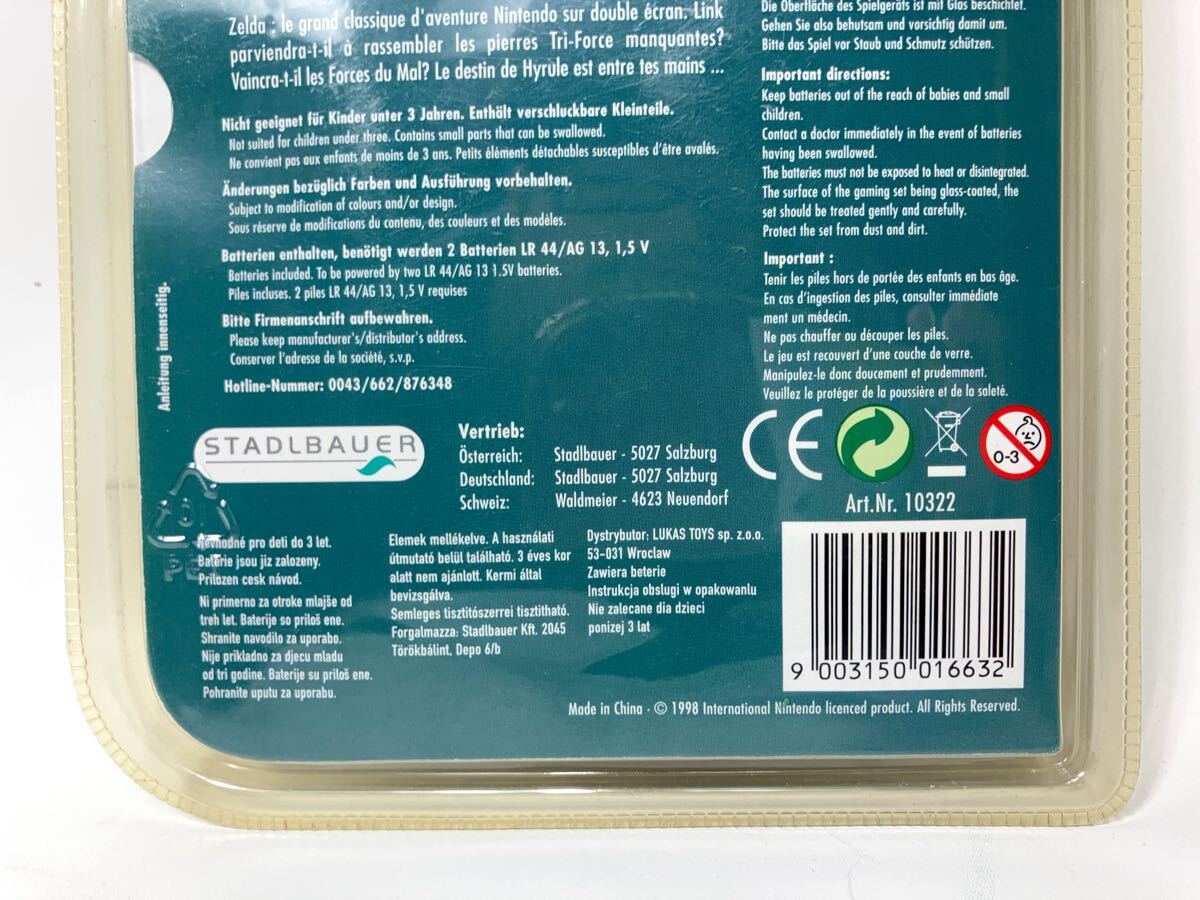 Zelda : le grand classique d'aventure Nintendo sur double écran. Link
parviendra-t-il à rassembler les pierres Tri-Force manquantes?
Vaincra-t-il les Forces du Mal? Le destin de Hyrule est entre tes mains ...
Nicht geeignet für Kinder unter 3 Jahren. Enthält verschluckbare Kleinteile.
Not suited for children under three. Contains small parts that can be swallowed.
Ne convient pas aux enfants de moins de 3 ans. Petits éléments détachables susceptibles d'être avalés.
Änderungen bezüglich Farben und Ausführung vorbehalten.
Subject to modification of colours and/or design.
Sous réserve de modifications du contenu, des couleurs et des modèles.
Batterien enthalten, benötigt werden 2 Batterien LR 44/AG 13, 1,5 V
Batteries included. To be powered by two LR 44/AG 13 1.5V batteries.
Piles incluses. 2 piles LR 44/AG 13, 1,5 V requises
Bitte Firmenanschrift aufbewahren.
Please keep manufacturer's/distributor's address.
Conserver l'adresse de la société, s.v.p.
Hotline-Nummer: 0043/662/876348
Anleitung innenseitig.
Die Oberfläche des Spielgeräts ist mit Glas beschichtet.
Gehen Sie also behutsam und vorsichtig damit um.
Bitte das Spiel vor Staub und Schmutz schützen.
Important directions:
Keep batteries out of the reach of babies and small
children.
Contact a doctor immediately in the event of batteries
having been swallowed.
The batteries must not be exposed to heat or disintegrated.
The surface of the gaming set being glass-coated, the
set should be treated gently and carefully.
Protect the set from dust and dirt.
Important :
Tenir les piles hors de portée des enfants en bas âge.
En cas d'ingestion des piles, consulter immédiate
ment un médecin.
Ne pas chauffer ou découper les piles.
Le jeu est recouvert d'une couche de verre.
Manipulez-le donc doucement et prudemment.
Veuillez le protéger de la poussière et de la saleté.
STADLBAUER
Vertrieb:
Österreich: Stadlbauer - 5027 Salzburg
Deutschland: Stadlbauer - 5027 Salzburg
Schweiz: Waldmeier - 4623 Neuendorf
CE
0-3
Art.Nr. 10322
PE
Nevhodné pro deti do 3 let.
Baterie jsou jiz zalozeny.
Prilozen cesk návod.
Ni primerno za otroke mlajše od
treh let. Baterije so priloš ene.
Shranite navodilo za uporabo.
Nije prikladno za djecu mladu
od tri godine. Baterije su priloš ene.
Pohranite uputu za uporabu.
Elemek mellékelve. A használati
útmutató belül található. 3 éves kor
alatt nem ajánlott. Kermi által
bevizsgálva.
Semleges tisztítószerrei tisztitható.
Forgalmazza: Stadlbauer Kft. 2045
Törökbálint, Depo 6/b
Dystrybutor: LUKAS TOYS sp. z.o.o.
53-031 Wroclaw
Zawiera beterie
Instrukcja obslugi w opakowaniu
Nie zalecane dla dzieci
ponizej 3 lat
9 003150 016632
Made in China · © 1998 International Nintendo licenced product. All Rights Reserved.